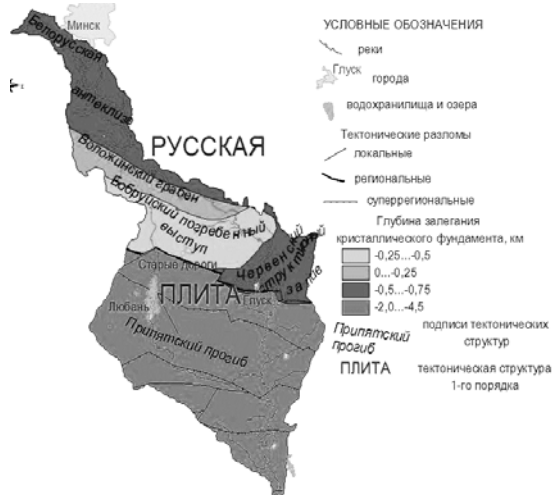 Минск
Белорусская
антеклиза
РУССКАЯ
Воложинский грабен
Бобруйский погребенный
выступ
Червенский
структурный
залив
Старые дороги
ПЛИТА
Глуск
Любань
Припятский прогиб
УСЛОВНЫЕ ОБОЗНАЧЕНИЯ
реки
Глуск
города
водохранилища и озера
Тектонические разломы
локальные
региональные
суперрегиональные
Глубина залегания
кристаллического фундамента, км
-0,25...-0,5
0...-0,25
-0,5...-0,75
-2,0...-4,5
Припятский
прогиб
подписи тектонических
структур
ПЛИТА
тектоническая структура
1-го порядка